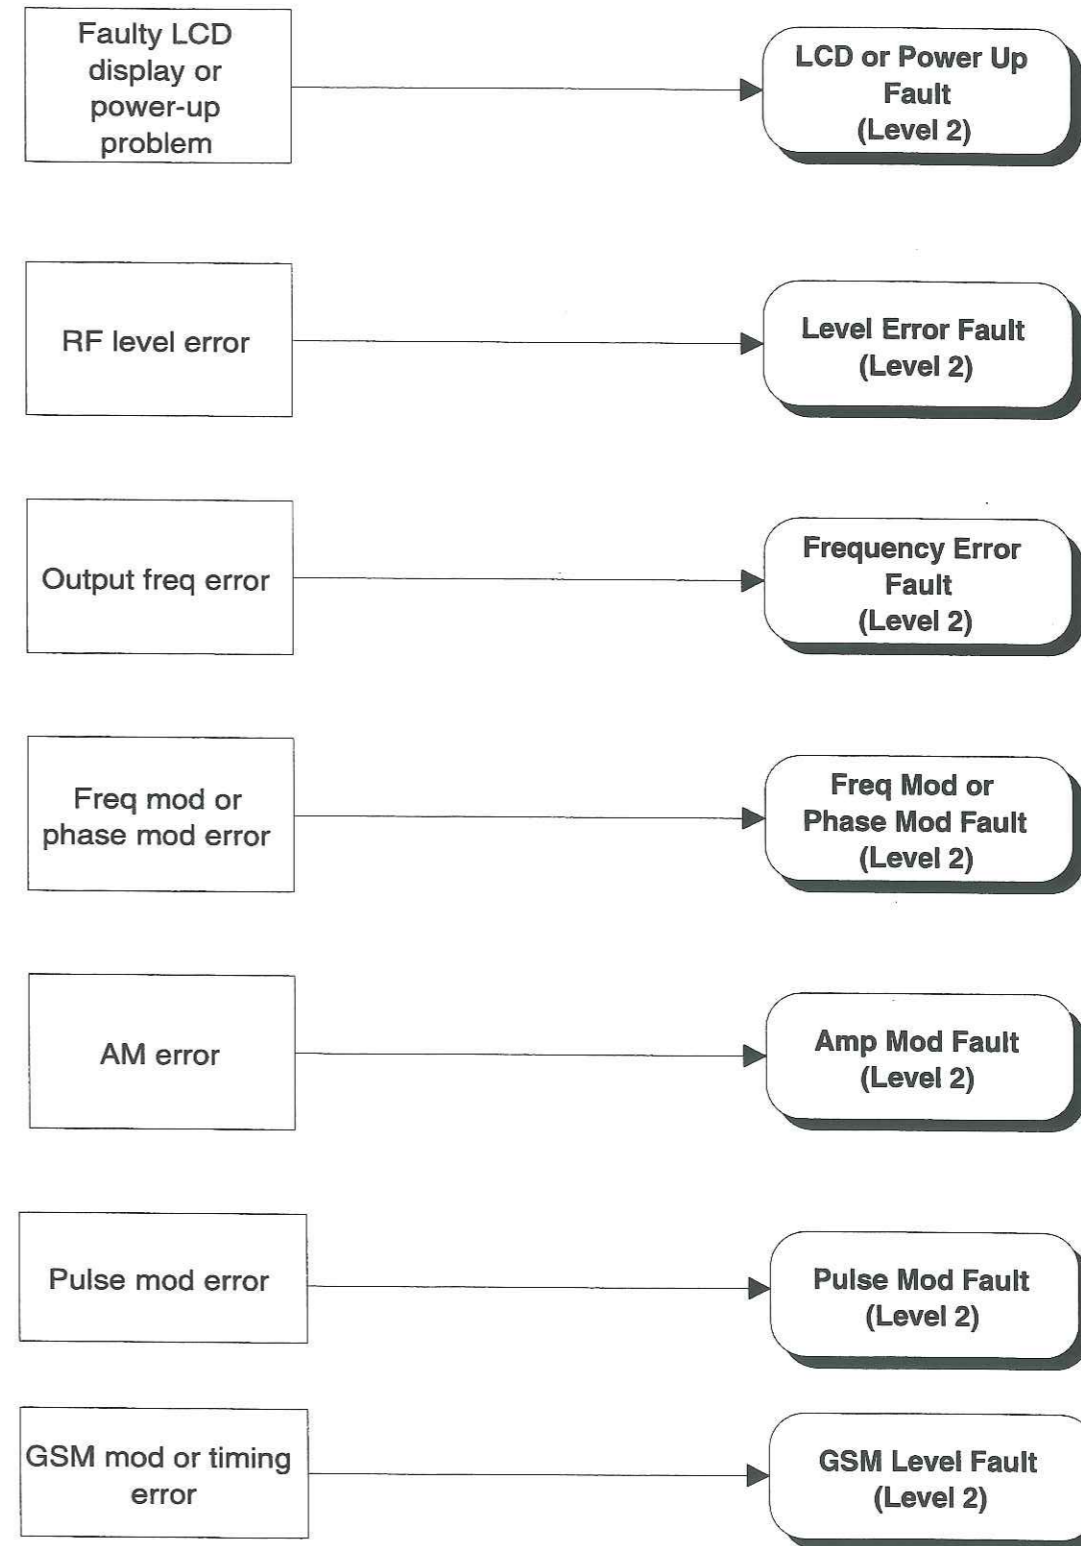 Faulty LCD
display or
power-up
problem
LCD or Power Up
Fault
(Level 2)
RF level error
Level Error Fault
(Level 2)
Output freq error
Frequency Error
Fault
(Level 2)
Freq mod or
phase mod error
Freq Mod or
Phase Mod Fault
(Level 2)
AM error
Amp Mod Fault
(Level 2)
Pulse mod error
Pulse Mod Fault
(Level 2)
GSM mod or timing
error
GSM Level Fault
(Level 2)